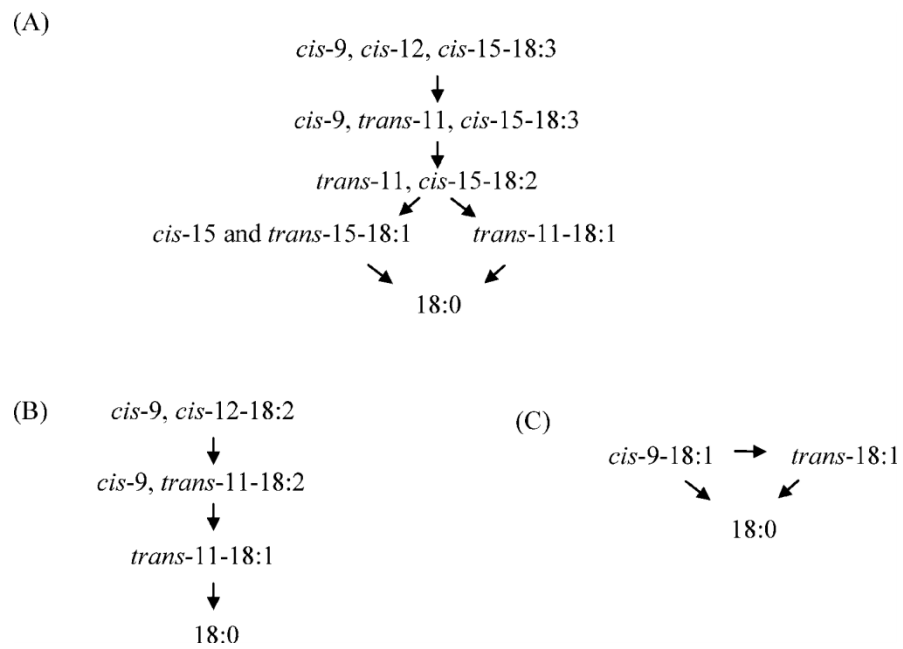 (A)
cis-9, cis-12, cis-15-18:3
cis-9, trans-11, cis-15-18:3
trans-11, cis-15-18:2
cis-15 and trans-15-18:1
trans-11-18:1
18:0
(B)
cis-9, cis-12-18:2
cis-9, trans-11-18:2
trans-11-18:1
18:0
(C)
cis-9-18:1
trans-18:1
18:0